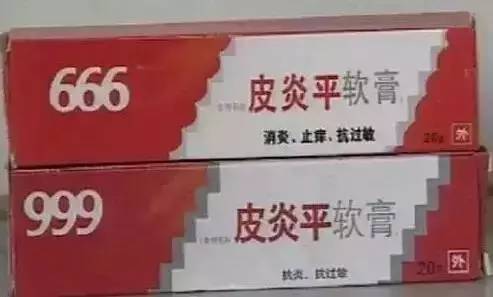 666
皮炎平软膏
消炎、止痒、抗过敏
20g 外
999
皮炎平软膏
抗炎、抗过敏
20g 外